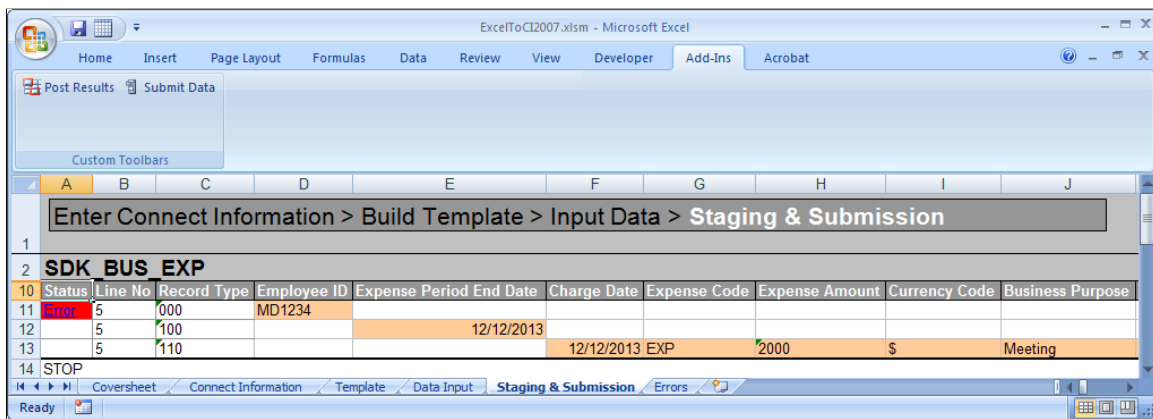 ExcelToCI2007.xlsm - Microsoft Excel
Home Insert Page Layout Formulas Data Review View Developer Add-Ins Acrobat
Post Results Submit Data
Custom Toolbars
A B C D E F G H I J
Enter Connect Information > Build Template > Input Data > Staging & Submission
1
2 SDK_BUS_EXP
10 Status Line No Record Type Employee ID Expense Period End Date Charge Date Expense Code Expense Amount Currency Code Business Purpose
11 Error 5 000 MD1234
12 5 100 12/12/2013
13 5 110 12/12/2013 EXP 2000 $ Meeting
14 STOP
Coversheet Connect Information Template Data Input Staging & Submission Errors
Ready